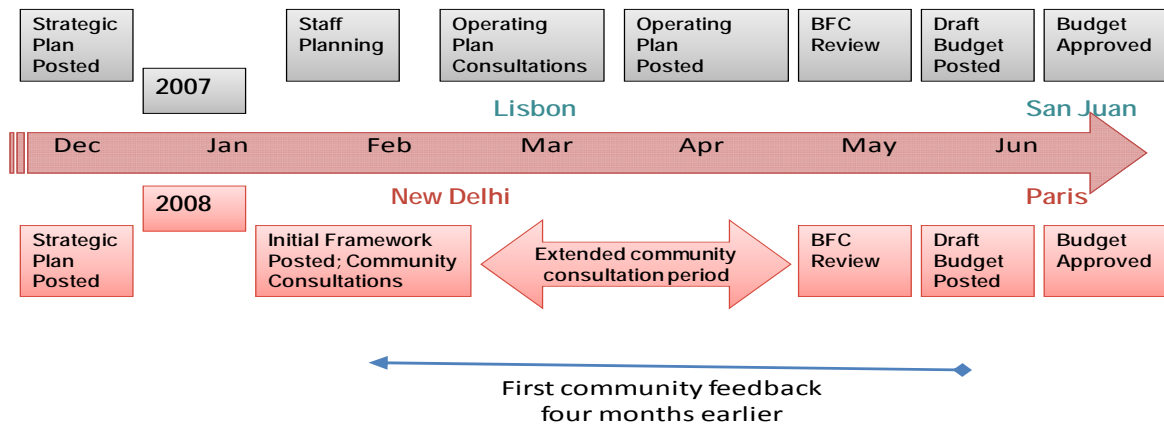 Strategic
Plan
Posted
Staff
Planning
Operating
Plan
Consultations
Operating
Plan
Posted
BFC
Review
Draft
Budget
Posted
Budget
Approved
2007
Lisbon
San Juan
Dec Jan Feb Mar Apr May Jun
2008
New Delhi
Paris
Strategic
Plan
Posted
Initial Framework
Posted; Community
Consultations
Extended community
consultation period
BFC
Review
Draft
Budget
Posted
Budget
Approved
First community feedback
four months earlier